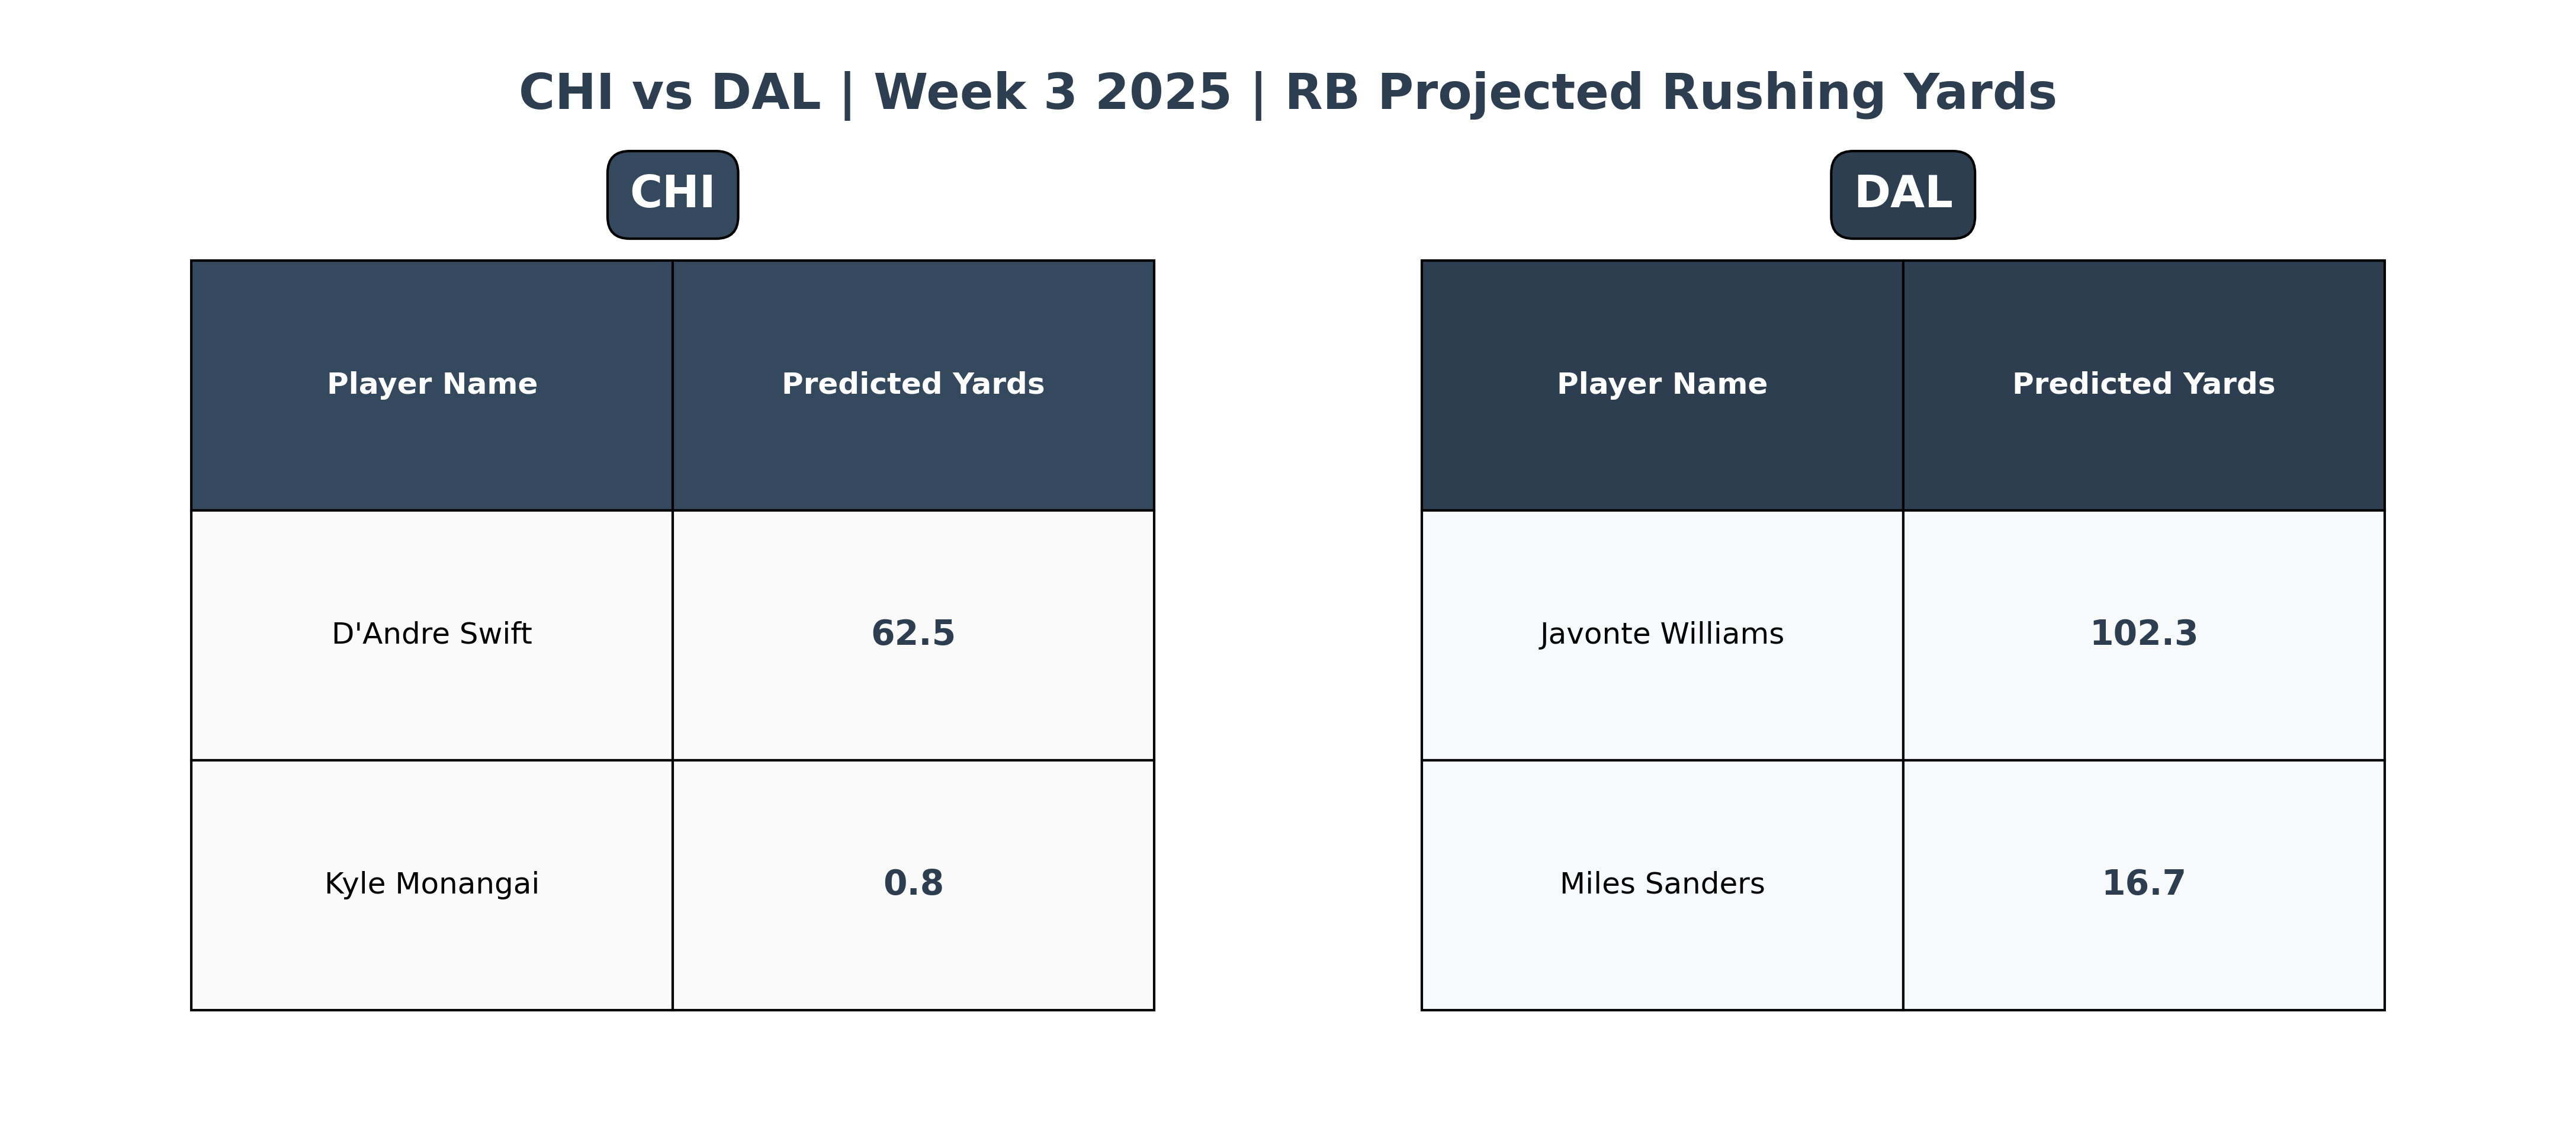 CHI vs DAL | Week 3 2025 | RB Projected Rushing Yards
CHI
Player Name Predicted Yards
D'Andre Swift 62.5
Kyle Monangai 0.8
DAL
Player Name Predicted Yards
Javonte Williams 102.3
Miles Sanders 16.7